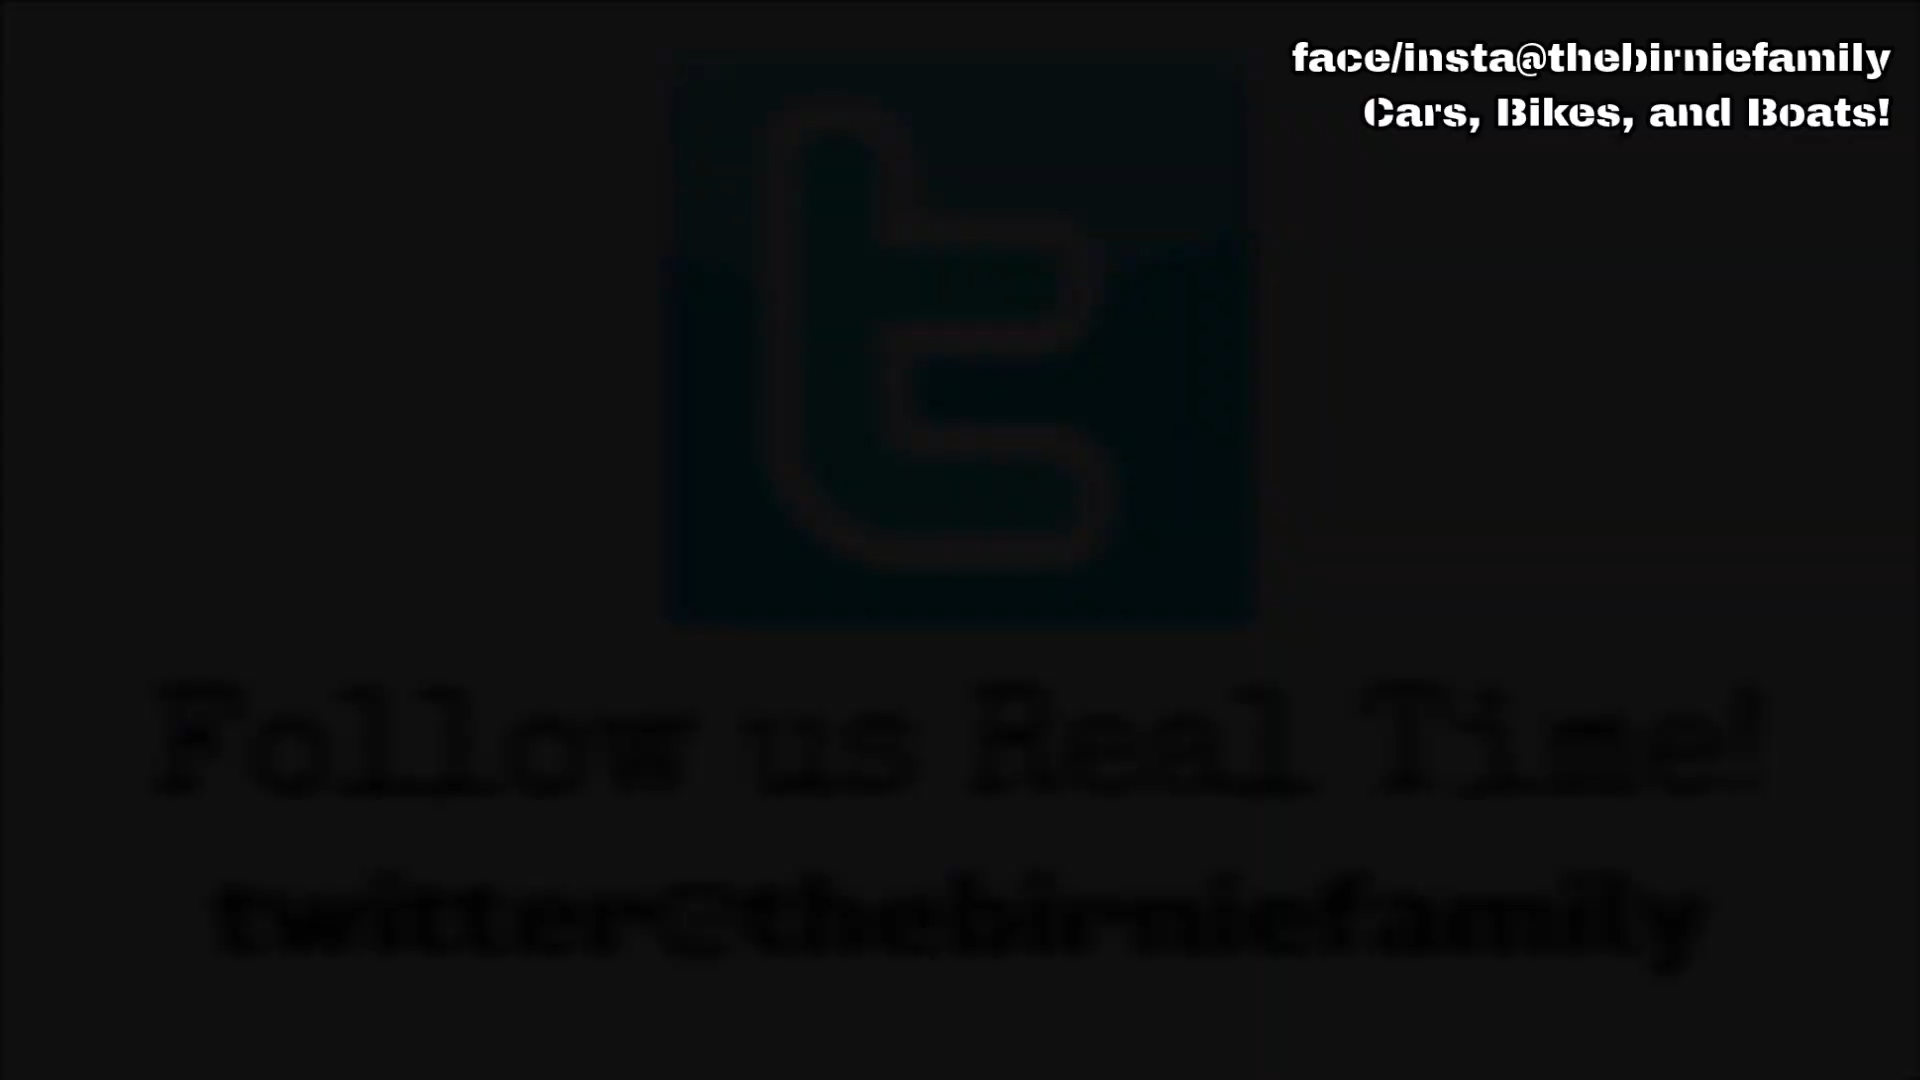 face/insta@thebirniefamily
Cars, Bikes, and Boats!
t
Follow us Real Time!
twitter@thebirniefamily